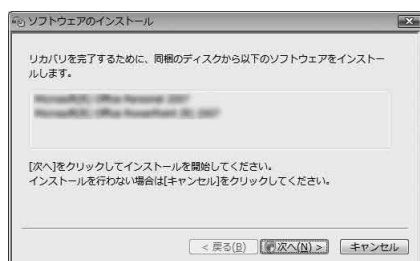 ソフトウェアのインストール
リカバリを完了するために、同梱のディスクから以下のソフトウェアをインストー
ルします。
[次へ]をクリックしてインストールを開始してください。
インストールを行わない場合は[キャンセル]をクリックしてください。
< 戻る(B) 次へ(N) > キャンセル